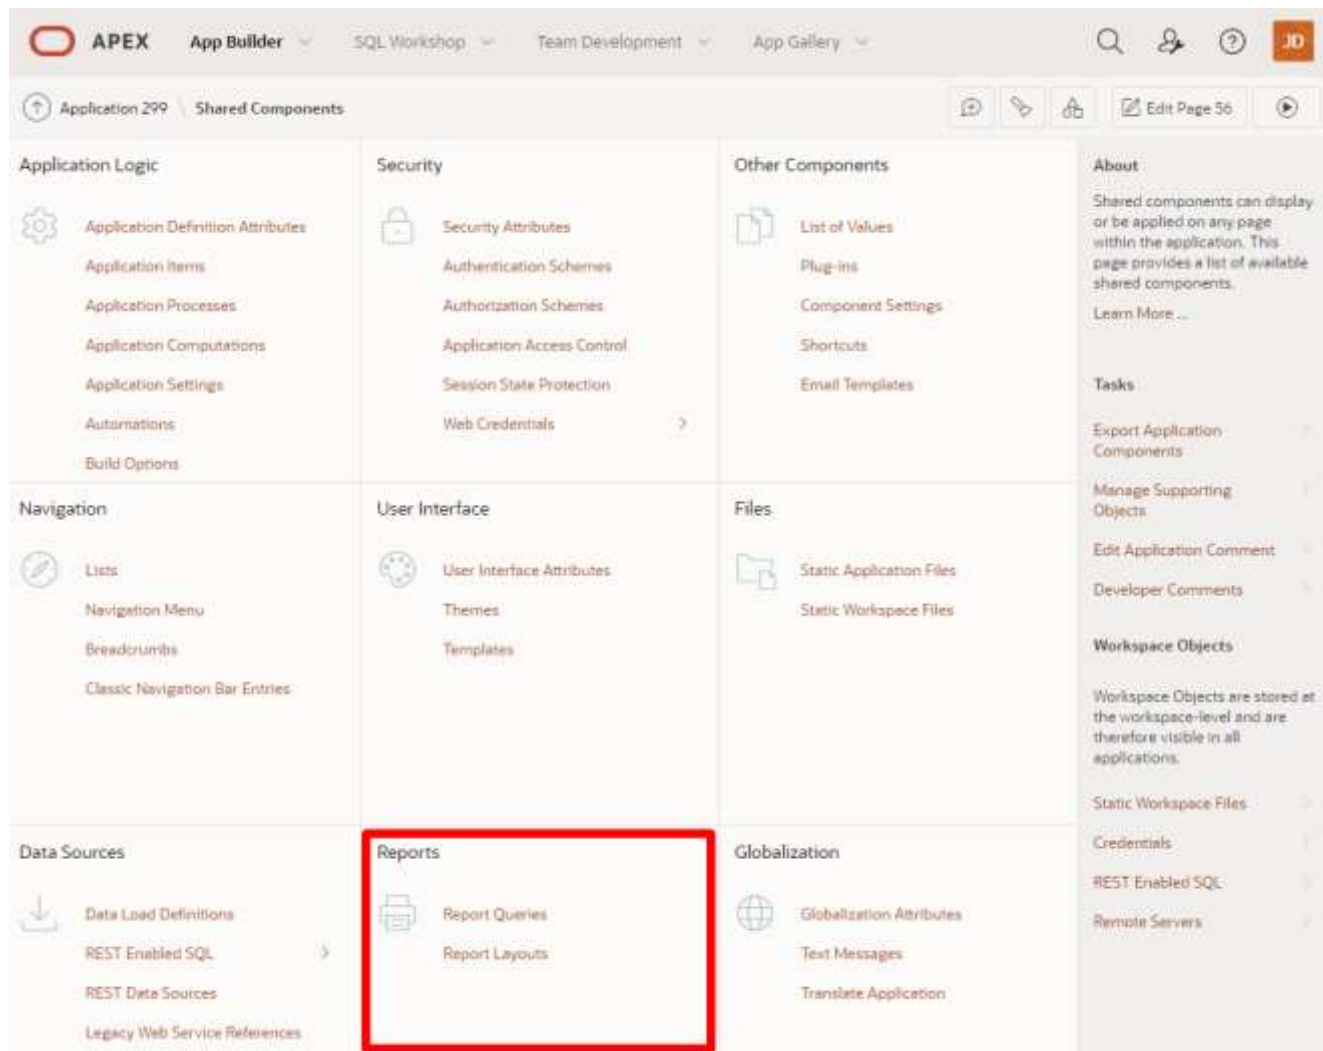 APEX App Builder SQL Workshop Team Development App Gallery JD
Application 299 \ Shared Components Edit Page 56
Application Logic
Application Definition Attributes
Application Items
Application Processes
Application Computations
Application Settings
Automations
Build Options
Security
Security Attributes
Authentication Schemes
Authorization Schemes
Application Access Control
Session State Protection
Web Credentials
Other Components
List of Values
Plug-ins
Component Settings
Shortcuts
Email Templates
Navigation
Lists
Navigation Menu
Breadcrumbs
Classic Navigation Bar Entries
User Interface
User Interface Attributes
Themes
Templates
Files
Static Application Files
Static Workspace Files
Data Sources
Data Load Definitions
REST Enabled SQL
REST Data Sources
Legacy Web Service References
Reports
Report Queries
Report Layouts
Globalization
Globalization Attributes
Text Messages
Translate Application
About
Shared components can display
or be applied on any page
within the application. This
page provides a list of available
shared components.
Learn More ...
Tasks
Export Application
Components
Manage Supporting
Objects
Edit Application Comment
Developer Comments
Workspace Objects
Workspace Objects are stored at
the workspace-level and are
therefore visible in all
applications.
Static Workspace Files
Credentials
REST Enabled SQL
Remote Servers